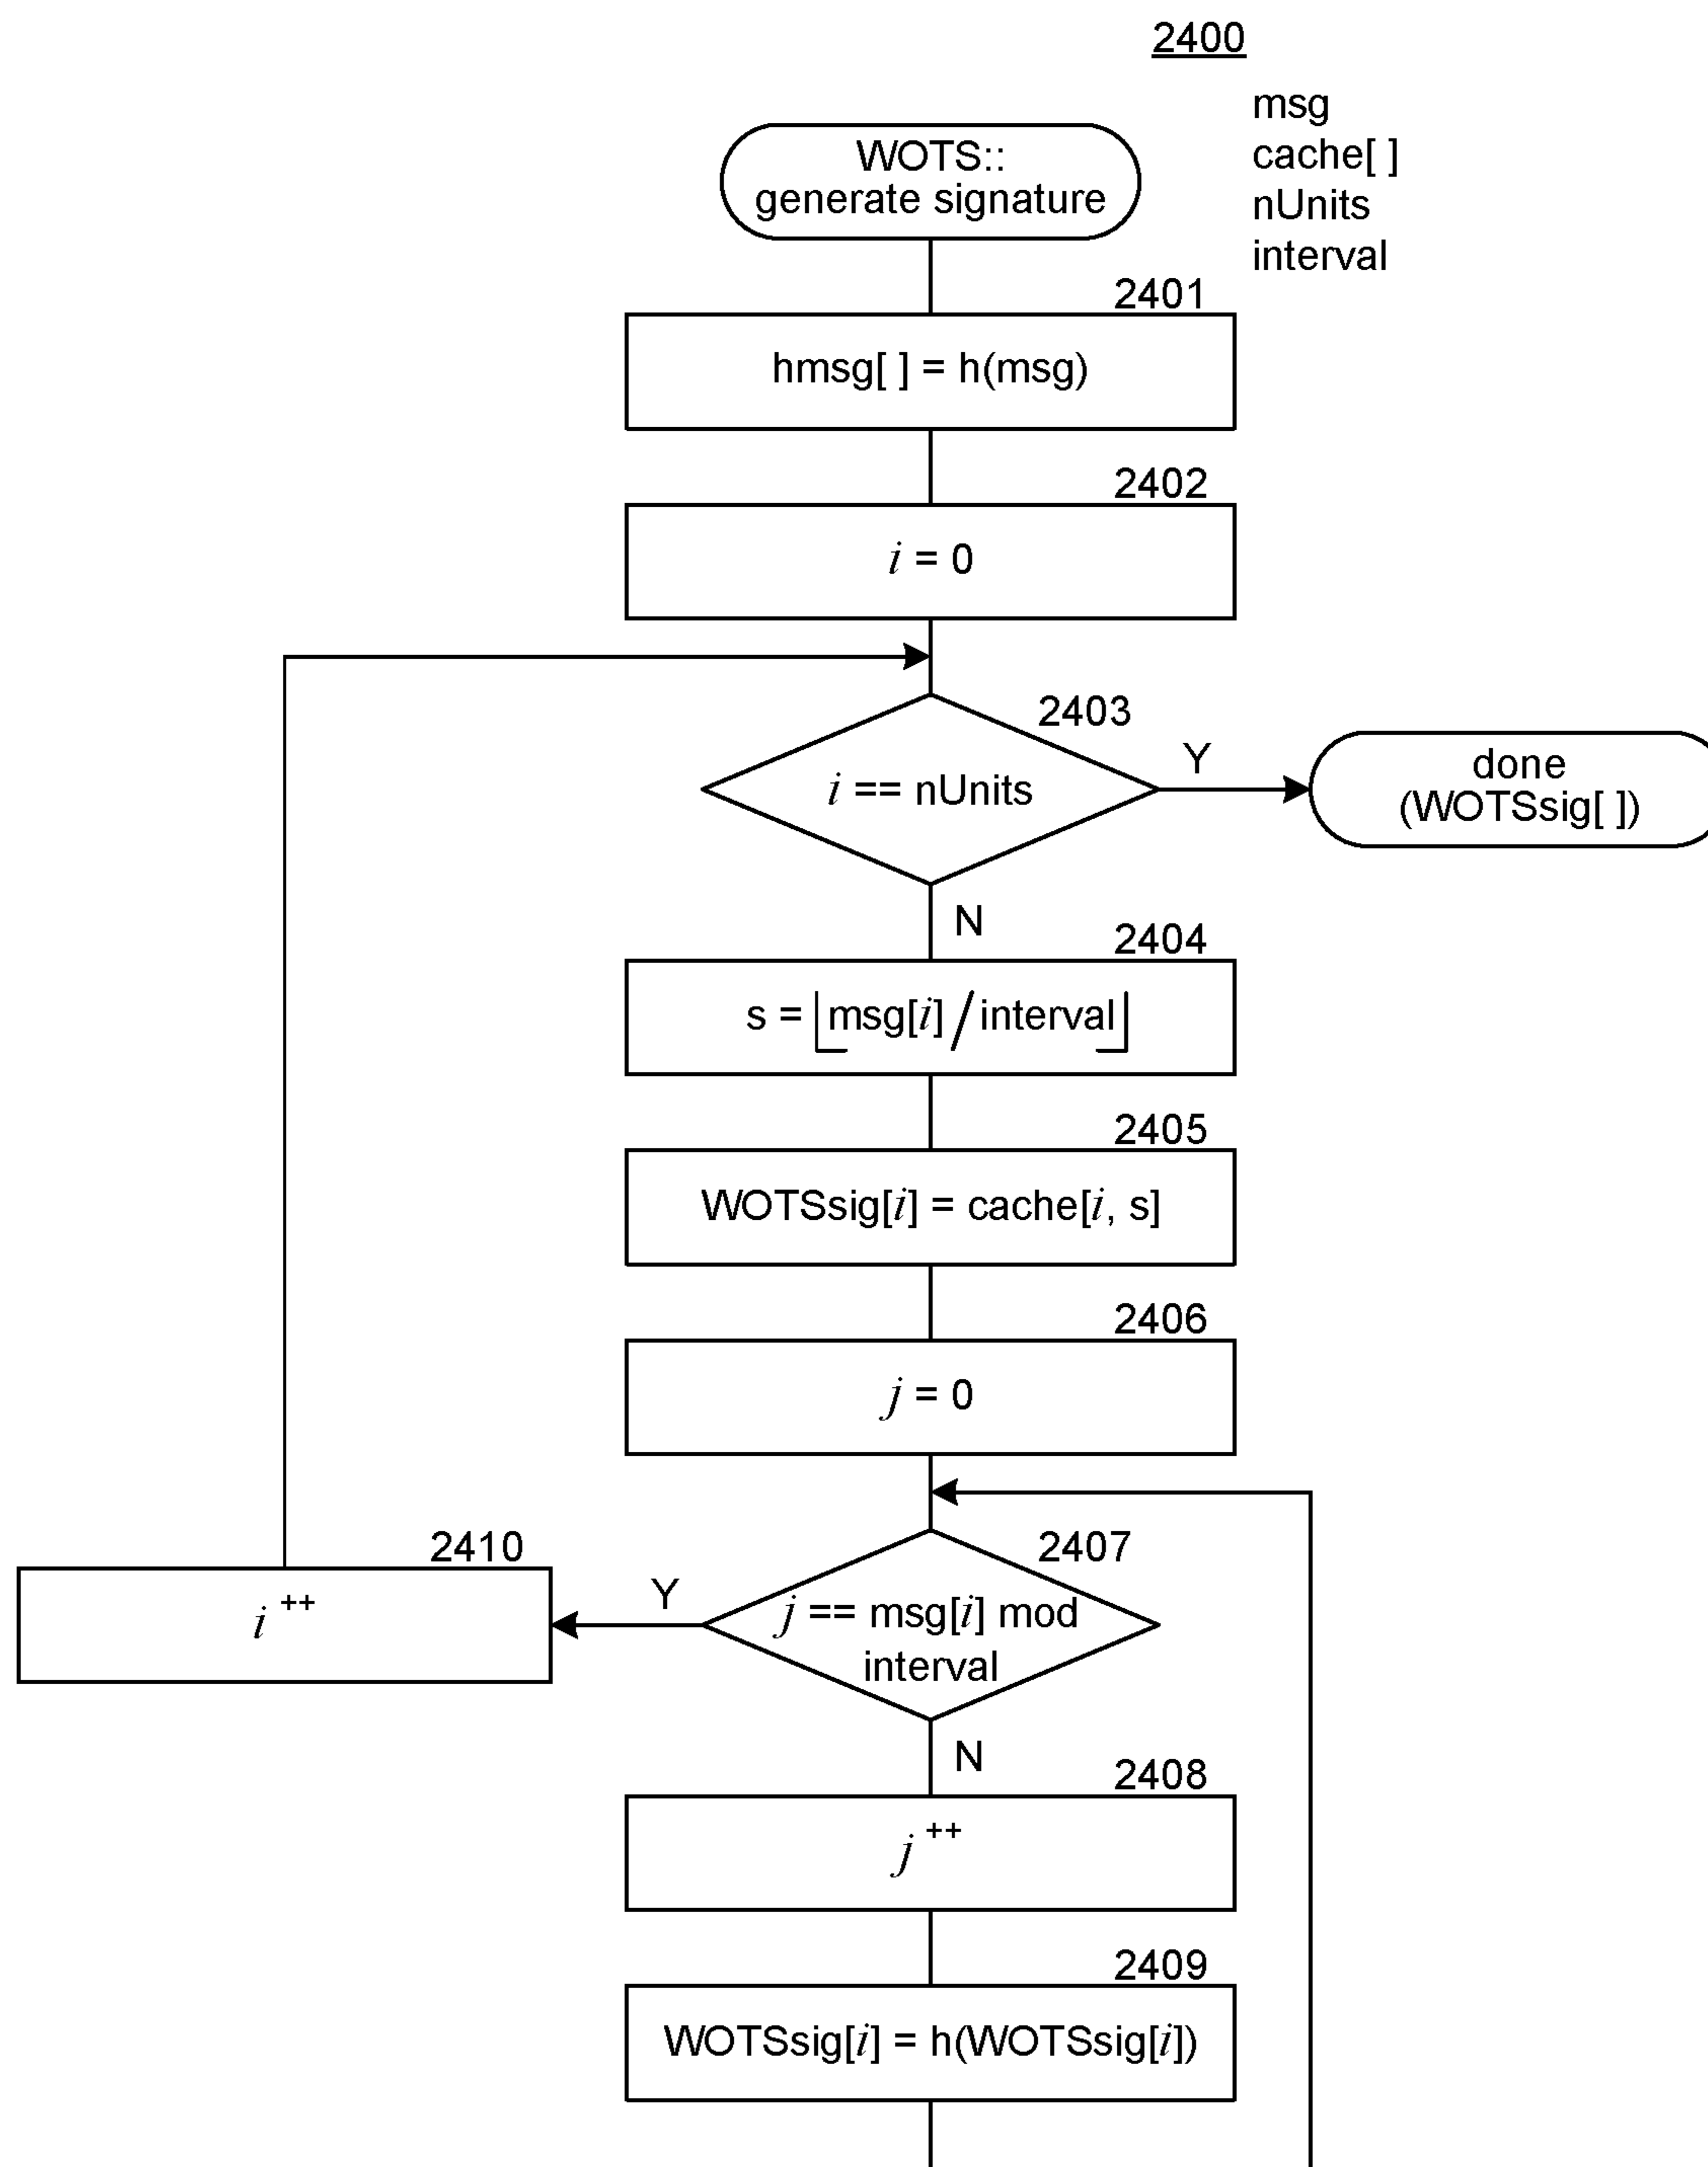 2400
msg
cache[ ]
nUnits
interval
WOTS::
generate signature
2401
hmsg[ ] = h(msg)
2402
i = 0
2403
i == nUnits
Y
done
(WOTSsig[ ])
N
2404
s = ⌊msg[i]/interval⌋
2405
WOTSsig[i] = cache[i, s]
2406
j = 0
2407
j == msg[i] mod
interval
Y
2410
i ++
N
2408
j ++
2409
WOTSsig[i] = h(WOTSsig[i])